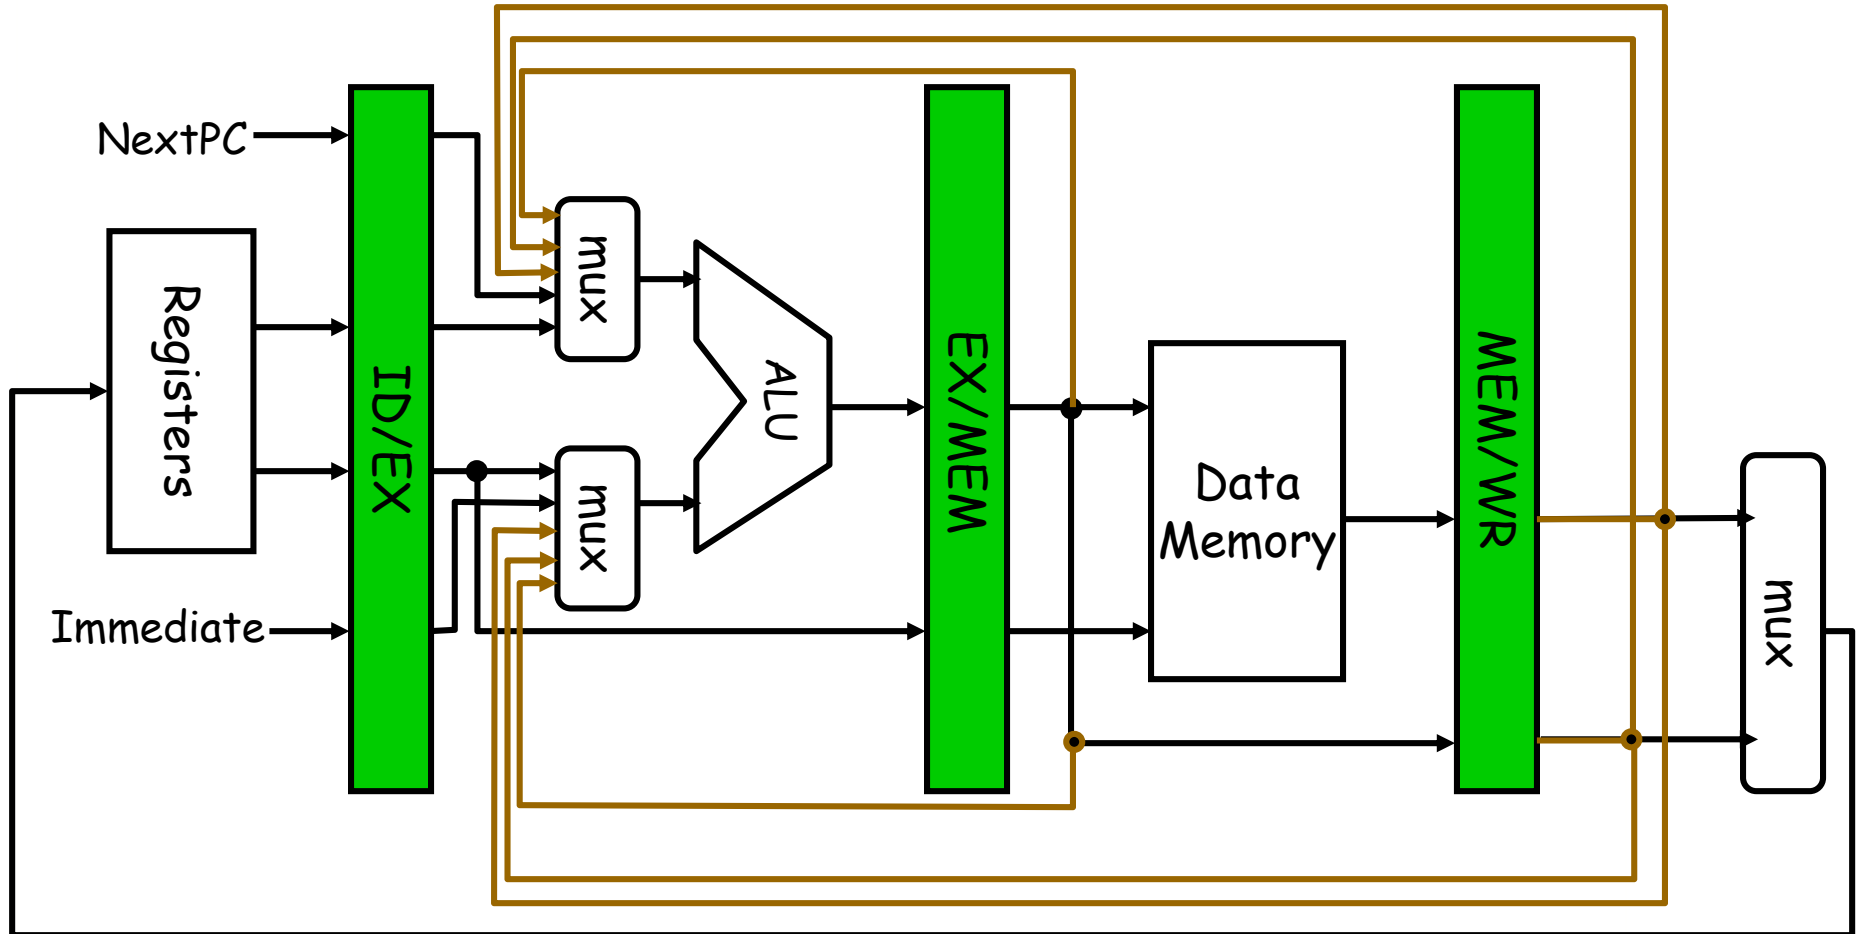 NextPC
Registers
Immediate
ID/EX
mux
mux
ALU
EX/MEM
Data
Memory
MEM/WR
mux